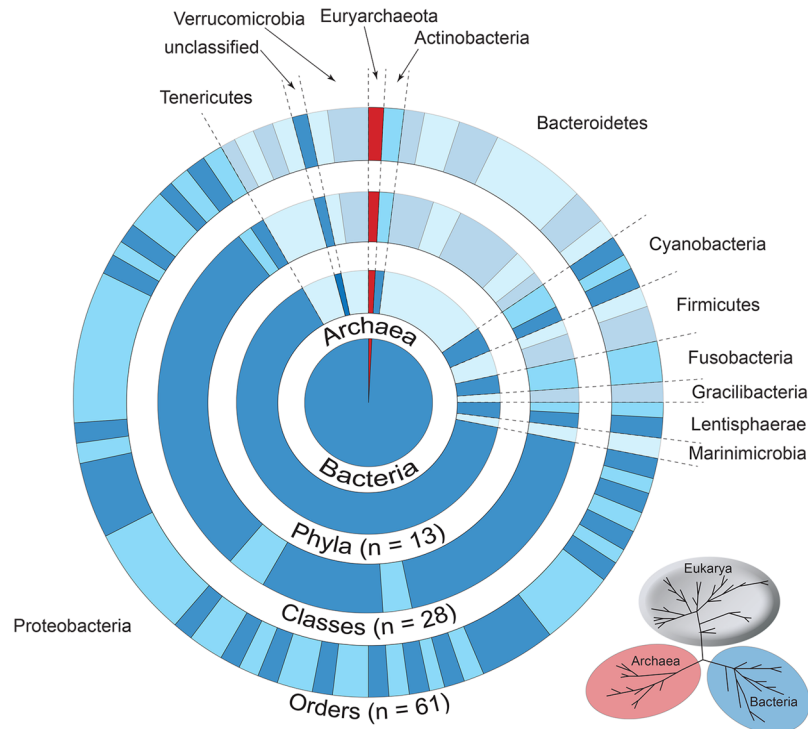 Verrucomicrobia
Euryarchaeota
unclassified
Actinobacteria
Tenericutes
Bacteroidetes
Cyanobacteria
Firmicutes
Fusobacteria
Gracilibacteria
Lentisphaerae
Marinimicrobia
Archaea
Bacteria
Phyla (n = 13)
Classes (n = 28)
Orders (n = 61)
Proteobacteria
Eukarya
Archaea
Bacteria